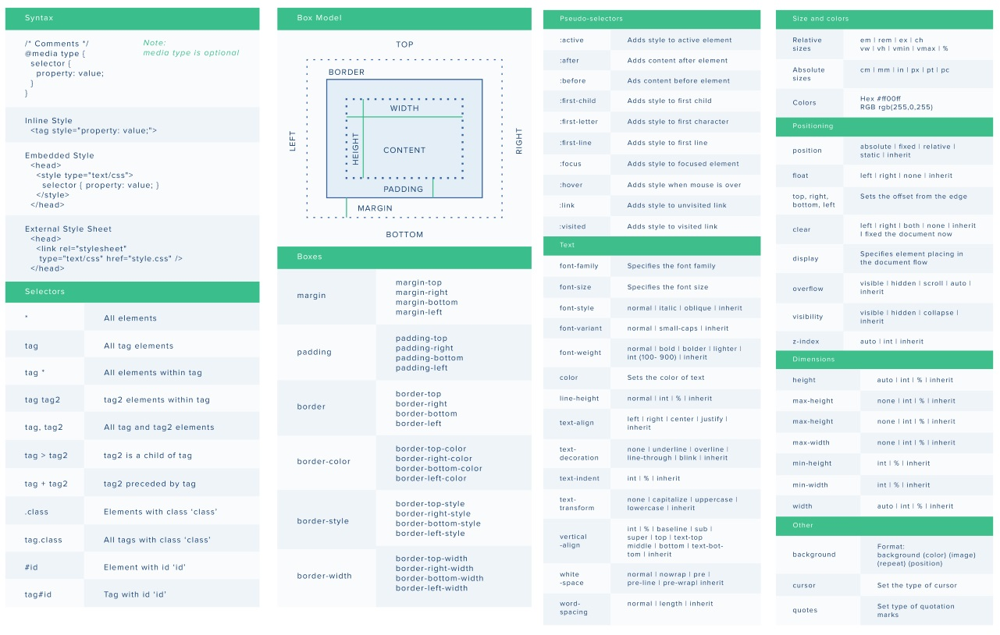 Syntax
/* Comments */
@media type {
selector {
property: value;
}
}
Note:
media type is optional
Inline Style
<tag style="property: value;">
Embedded Style
<head>
<style type="text/css">
selector { property: value; }
</style>
</head>
External Style Sheet
<head>
<link rel="stylesheet"
type="text/css" href="style.css" />
</head>
Selectors
* All elements
tag All tag elements
tag * All elements within tag
tag tag2 tag2 elements within tag
tag, tag2 All tag and tag2 elements
tag > tag2 tag2 is a child of tag
tag + tag2 tag2 preceded by tag
.class Elements with class ‘class’
tag.class All tags with class ‘class’
#id Element with id ‘id’
tag#id Tag with id ‘id’
Box Model
TOP
BORDER
WIDTH
LEFT
HEIGHT
CONTENT
RIGHT
PADDING
MARGIN
BOTTOM
Boxes
margin
margin-top
margin-right
margin-bottom
margin-left
padding
padding-top
padding-right
padding-bottom
padding-left
border
border-top
border-right
border-bottom
border-left
border-color
border-top-color
border-right-color
border-bottom-color
border-left-color
border-style
border-top-style
border-right-style
border-bottom-style
border-left-style
border-width
border-top-width
border-right-width
border-bottom-width
border-left-width
Pseudo-selectors
:active Adds style to active element
:after Adds content after element
:before Ads content before element
:first-child Adds style to first child
:first-letter Adds style to first character
:first-line Adds style to first line
:focus Adds style to focused element
:hover Adds style when mouse is over
:link Adds style to unvisited link
:visited Adds style to visited link
Text
font-family Specifies the font family
font-size Specifies the font size
font-style normal | italic | oblique | inherit
font-variant normal | small-caps | inherit
font-weight
normal | bold | bolder | lighter |
int (100- 900) | inherit
color Sets the color of text
line-height normal | int | % | inherit
text-align
left | right | center | justify |
inherit
text-
decoration
none | underline | overline |
line-through | blink | inherit
text-indent int | % | inherit
text-
transform
none | capitalize | uppercase |
lowercase | inherit
vertical
-align
int | % | baseline | sub |
super | top | text-top
middle | bottom | text-bot-
tom | inherit
white
-space
normal | nowrap | pre |
pre-line | pre-wrap| inherit
word-
spacing
normal | length | inherit
Size and colors
Relative
sizes
em | rem | ex | ch
vw | vh | vmin | vmax | %
Absolute
sizes
cm | mm | in | px | pt | pc
Colors
Hex #ff00ff
RGB rgb(255,0,255)
Positioning
position
absolute | fixed | relative |
static | inherit
float left | right | none | inherit
top, right,
bottom, left
Sets the offset from the edge
clear
left | right | both | none | inherit
I fixed the document now
display
Specifies element placing in
the document flow
overflow
visible | hidden | scroll | auto |
inherit
visibility
visible | hidden | collapse |
inherit
z-index auto | int | inherit
Dimensions
height auto | int | % | inherit
max-height none | int | % | inherit
max-height none | int | % | inherit
max-width none | int | % | inherit
min-height int | % | inherit
min-width int | % | inherit
width auto | int | % | inherit
Other
background
Format:
background (color) (image)
(repeat) (position)
cursor Set the type of cursor
quotes
Set type of quotation
marks